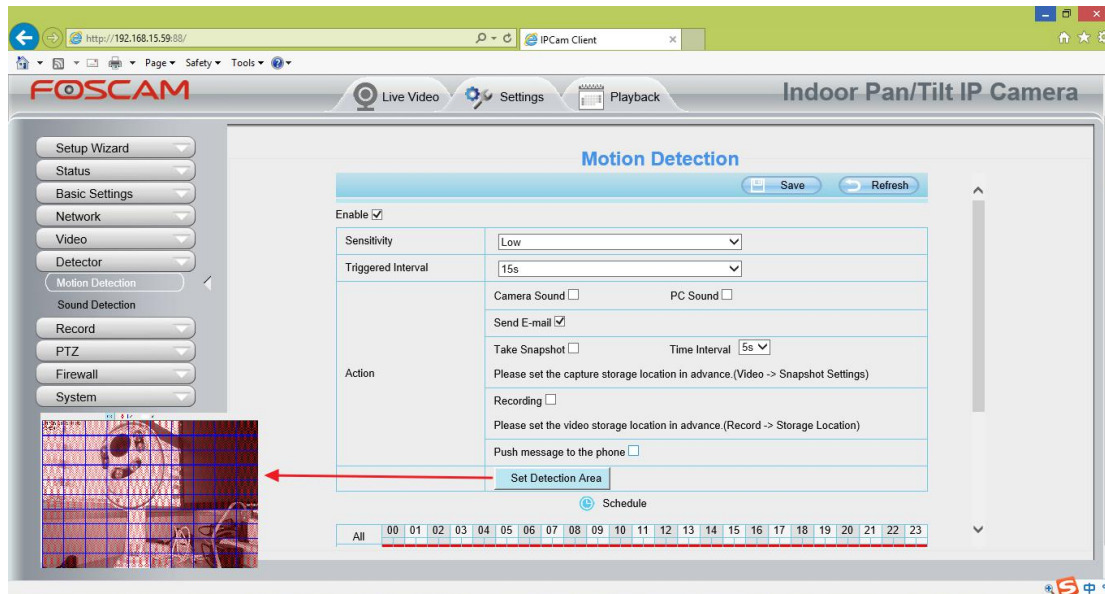 http://192.168.15.59:88/
IPCam Client
Page Safety Tools
FOSCAM
Live Video
Settings
Playback
Indoor Pan/Tilt IP Camera
Setup Wizard
Status
Basic Settings
Network
Video
Detector
Motion Detection
Sound Detection
Record
PTZ
Firewall
System
Motion Detection
Save
Refresh
Enable
Sensitivity Low
Triggered Interval 15s
Action
Camera Sound PC Sound
Send E-mail
Take Snapshot Time Interval 5s
Please set the capture storage location in advance.(Video -> Snapshot Settings)
Recording
Please set the video storage location in advance.(Record -> Storage Location)
Push message to the phone
Set Detection Area
Schedule
All 00 01 02 03 04 05 06 07 08 09 10 11 12 13 14 15 16 17 18 19 20 21 22 23
中